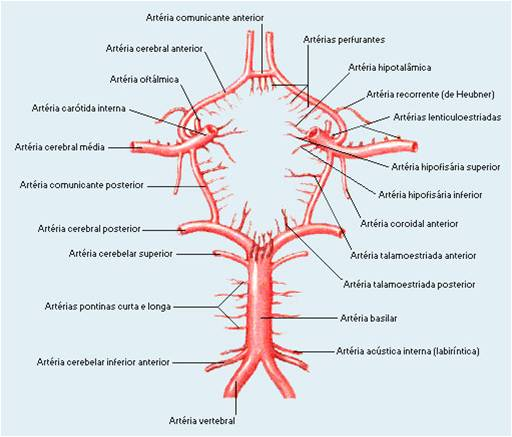 Artéria comunicante anterior
Artéria cerebral anterior
Artérias perfurantes
Artéria oftálmica
Artéria hipotalâmica
Artéria carótida interna
Artéria recorrente (de Heubner)
Artérias lenticuloestriadas
Artéria cerebral média
Artéria hipofisária superior
Artéria comunicante posterior
Artéria hipofisária inferior
Artéria cerebral posterior
Artéria coroidal anterior
Artéria cerebelar superior
Artéria talamoestriada anterior
Artéria talamoestriada posterior
Artérias pontinas curta e longa
Artéria basilar
Artéria cerebelar inferior anterior
Artéria acústica interna (labiríntica)
Artéria vertebral